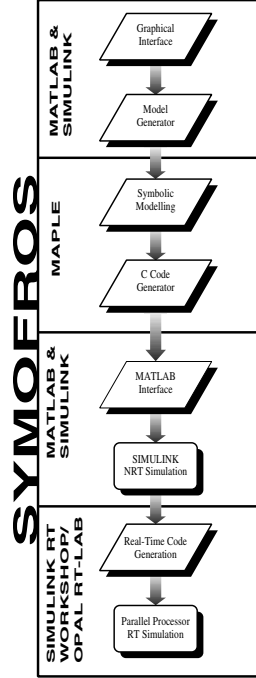 SYMOFROS
MATLAB &
SIMULINK
Graphical
Interface
Model
Generator
MAPLE
Symbolic
Modelling
C Code
Generator
MATLAB &
SIMULINK
MATLAB
Interface
SIMULINK
NRT Simulation
SIMULINK RT
WORKSHOP/
OPAL RT-LAB
Real-Time Code
Generation
Parallel Processor
RT Simulation